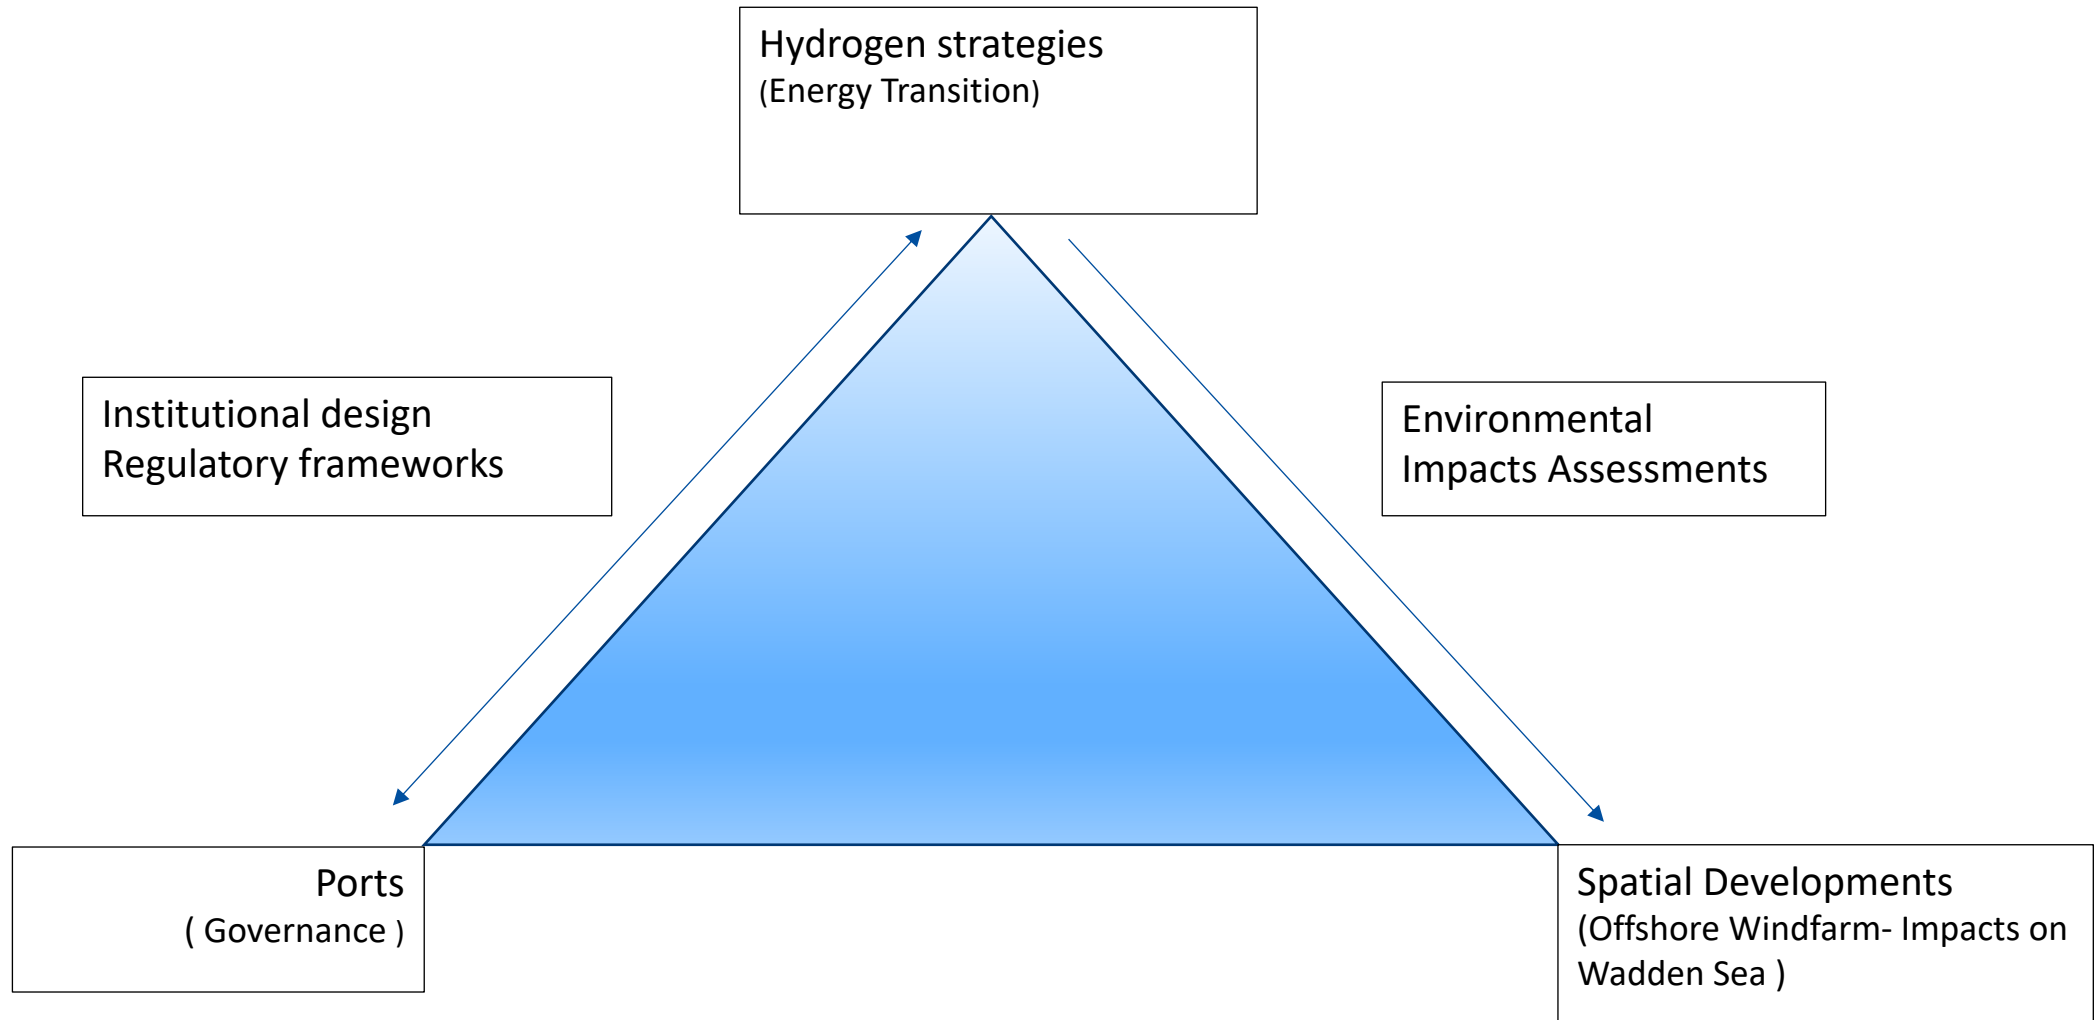 Hydrogen strategies
(Energy Transition)
Institutional design
Regulatory frameworks
Environmental
Impacts Assessments
Ports
( Governance )
Spatial Developments
(Offshore Windfarm- Impacts on
Wadden Sea )